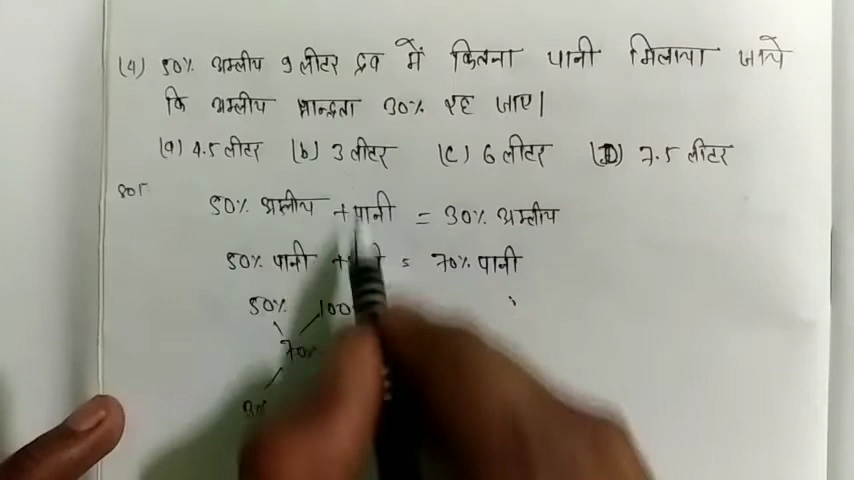 (4) 50% अम्लीय 9 लीटर द्रव में कितना पानी मिलाया जाये
कि अम्लीय सान्द्रता 30% रह जाए।
(a) 4.5 लीटर (b) 3 लीटर (c) 6 लीटर (D) 7.5 लीटर
sol
50% अम्लीय + पानी = 30% अम्लीय
50% पानी + = 70% पानी
50% 100
70%